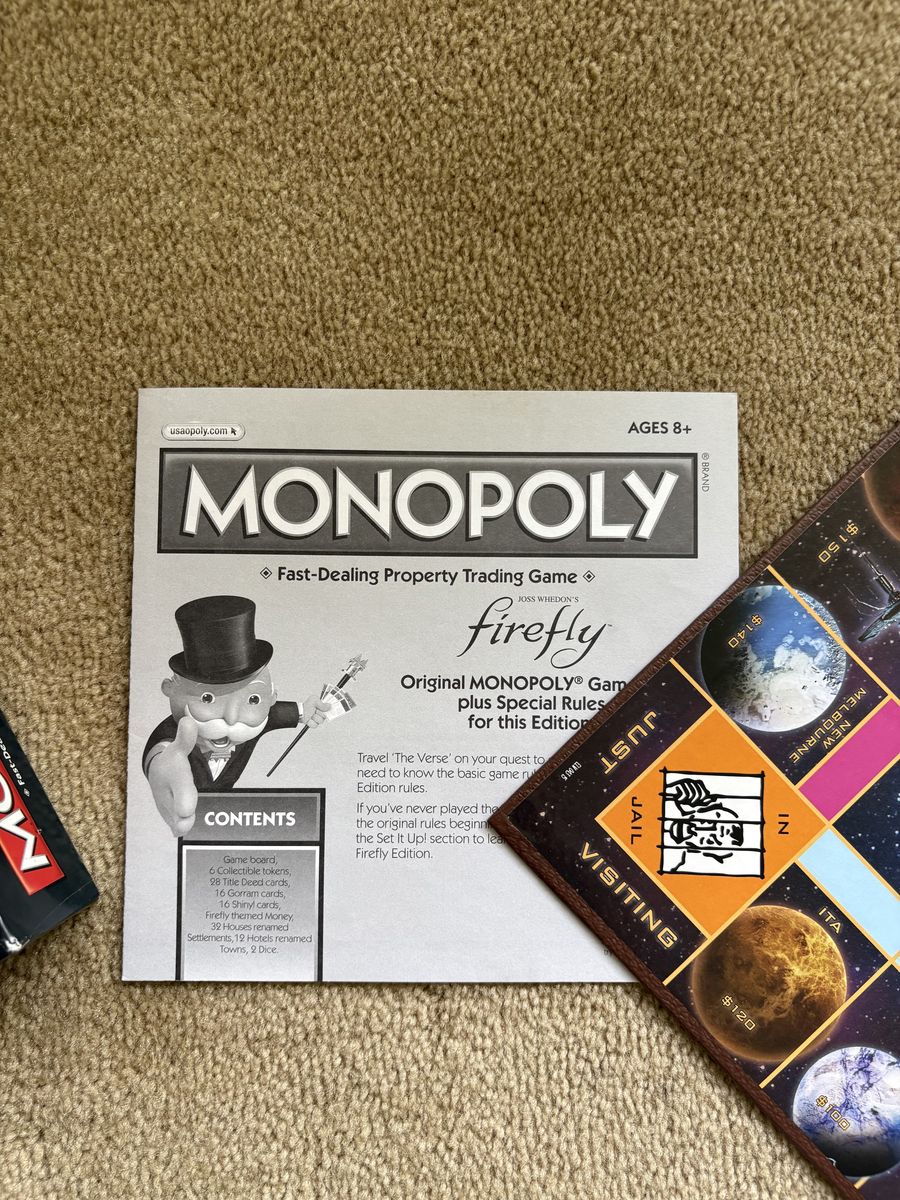 usaopoly.com
AGES 8+
MONOPOLY
® BRAND
Fast-Dealing Property Trading Game
JOSS WHEDON'S
firefly
Original MONOPOLY® Gam
plus Special Rules
for this Edition
Travel 'The Verse' on your quest to
need to know the basic game
Edition rules.
If you've never played the
the original rules
the Set It Up! section to
Firefly Edition.
CONTENTS
Game board,
6 Collectible tokens,
28 Title Deed cards,
16 Gorram cards,
16 Shiny! cards,
Firefly themed Money,
32 Houses renamed
Settlements, 12 Hotels renamed
Towns, 2 Dice.
$150
$140
NEW
MELBOURNE
JUST
VISITING
IN
JAIL
ITA
$120
$100
Fast-Dea
MO